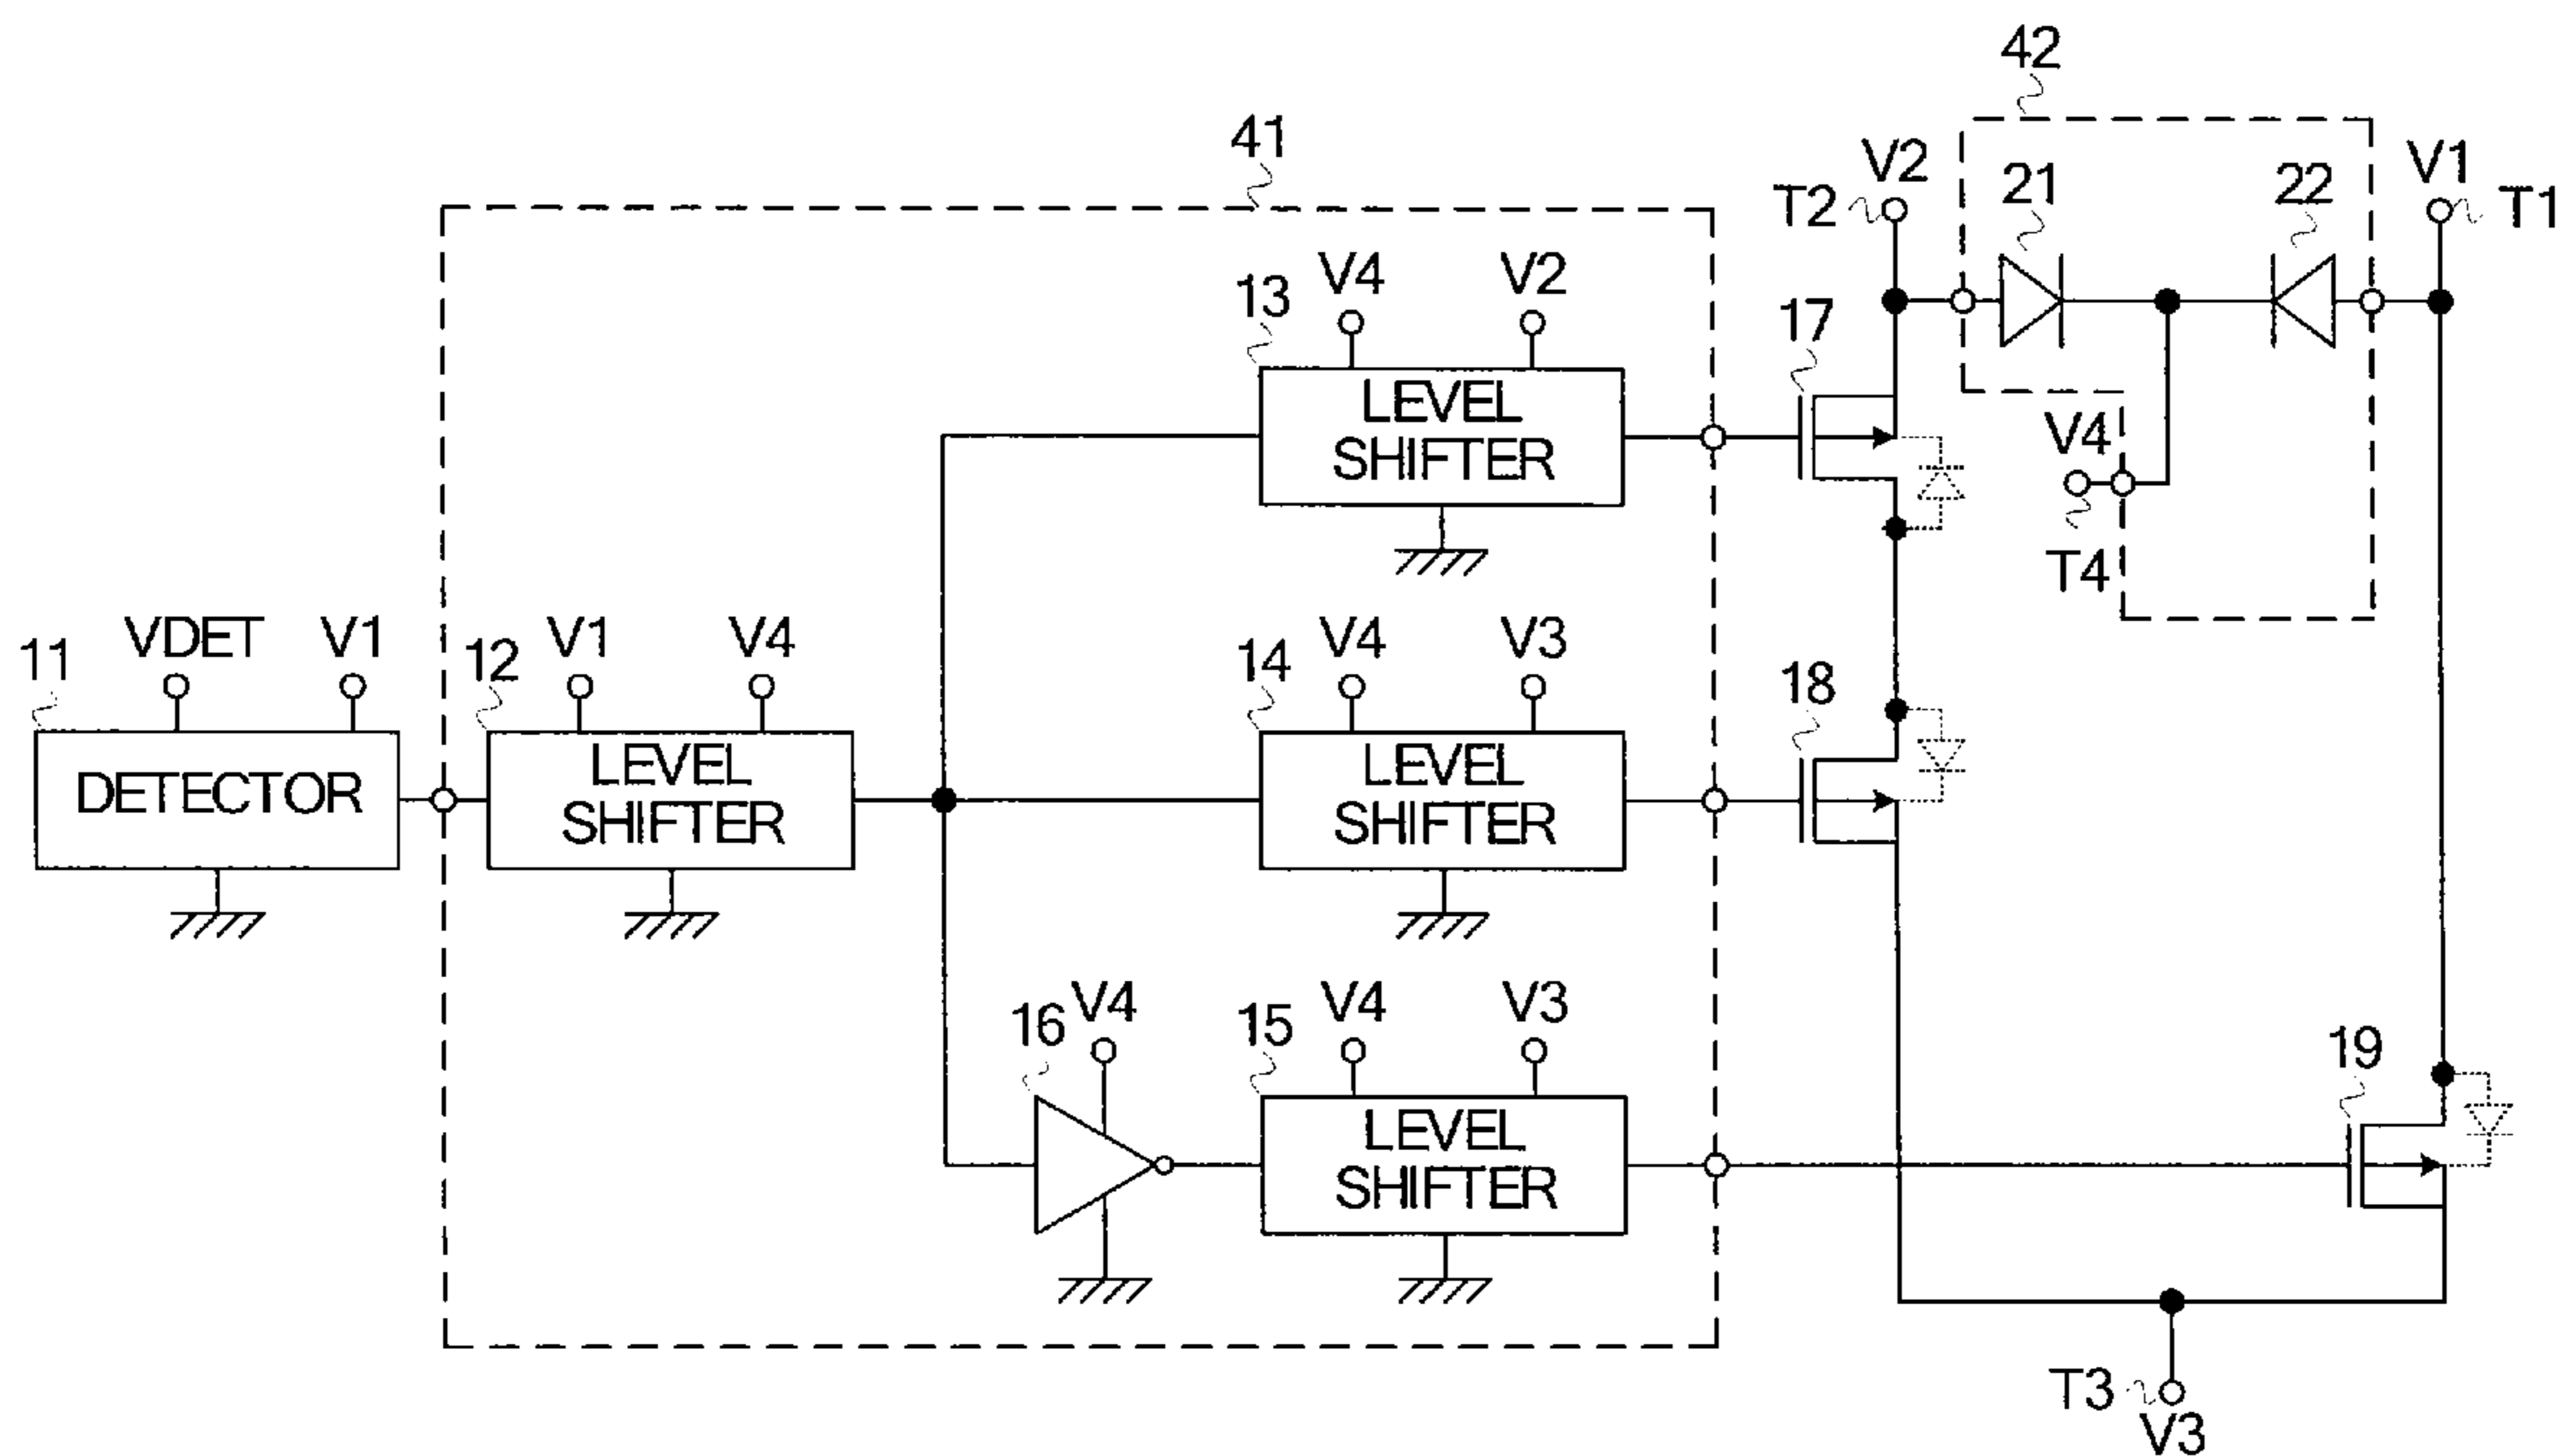 42
41
V2
T2
21
22
V1
T1
V4
V2
13
17
LEVEL
SHIFTER
V4
T4
VDET
V1
11
12
V1
V4
14
V4
V3
18
DETECTOR
LEVEL
SHIFTER
LEVEL
SHIFTER
16
V4
15
V4
V3
19
LEVEL
SHIFTER
T3
V3